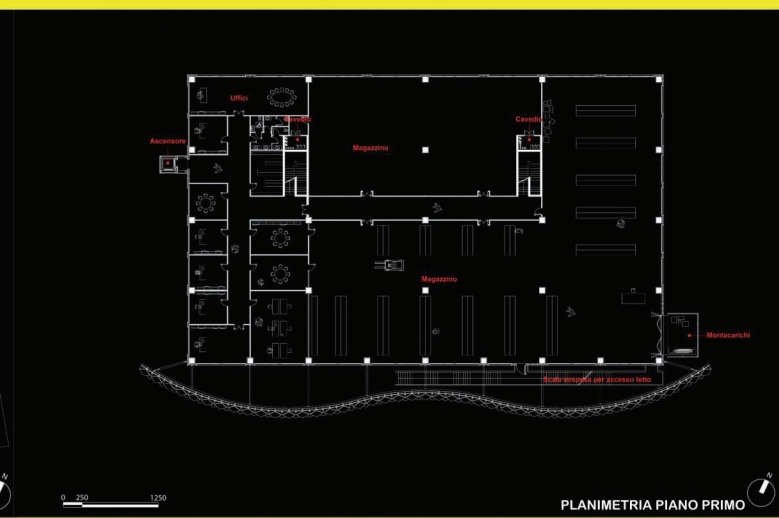 Uffici
Cavedio
Cavedio
Ascensore
Magazzino
Magazzino
Montacarichi
Scala sospesa per accesso tetto
N
N
0 250 1250
PLANIMETRIA PIANO PRIMO